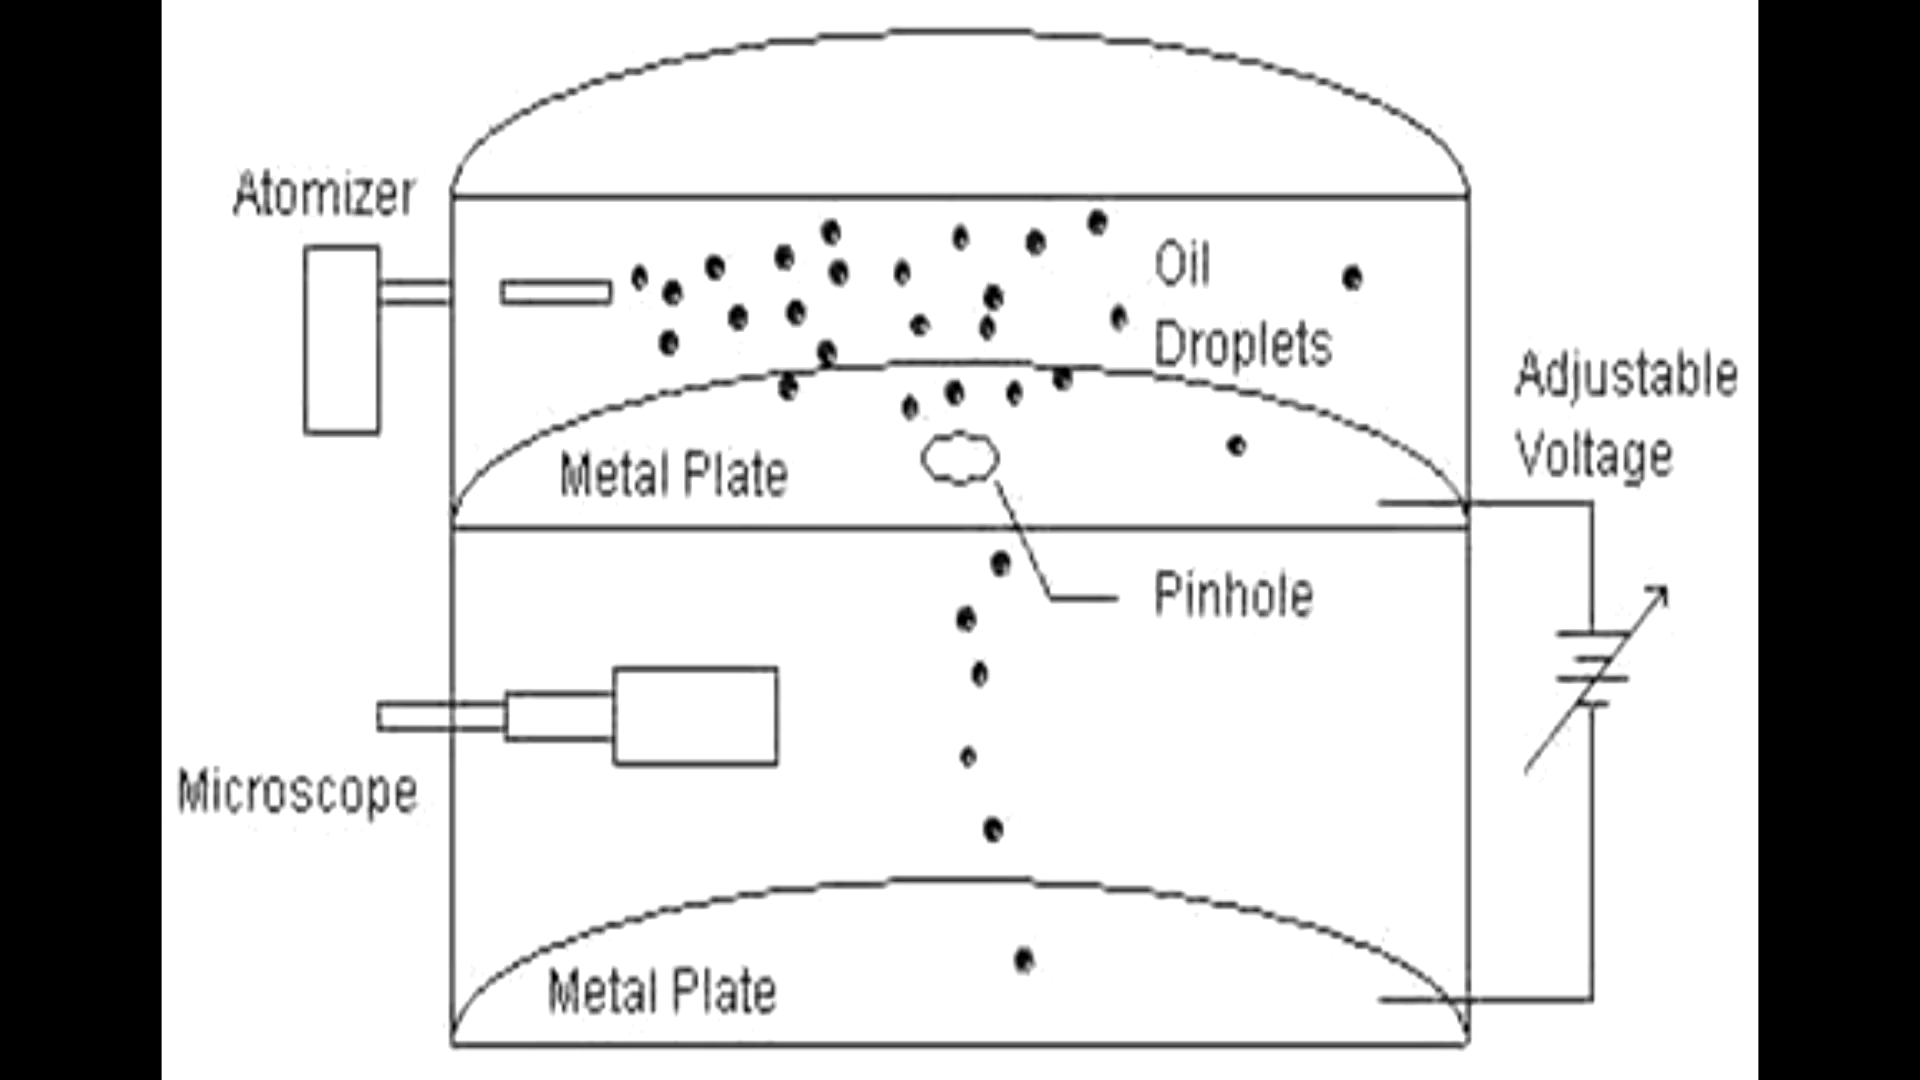 Atomizer
Oil
Droplets
Adjustable
Voltage
Metal Plate
Pinhole
Microscope
Metal Plate